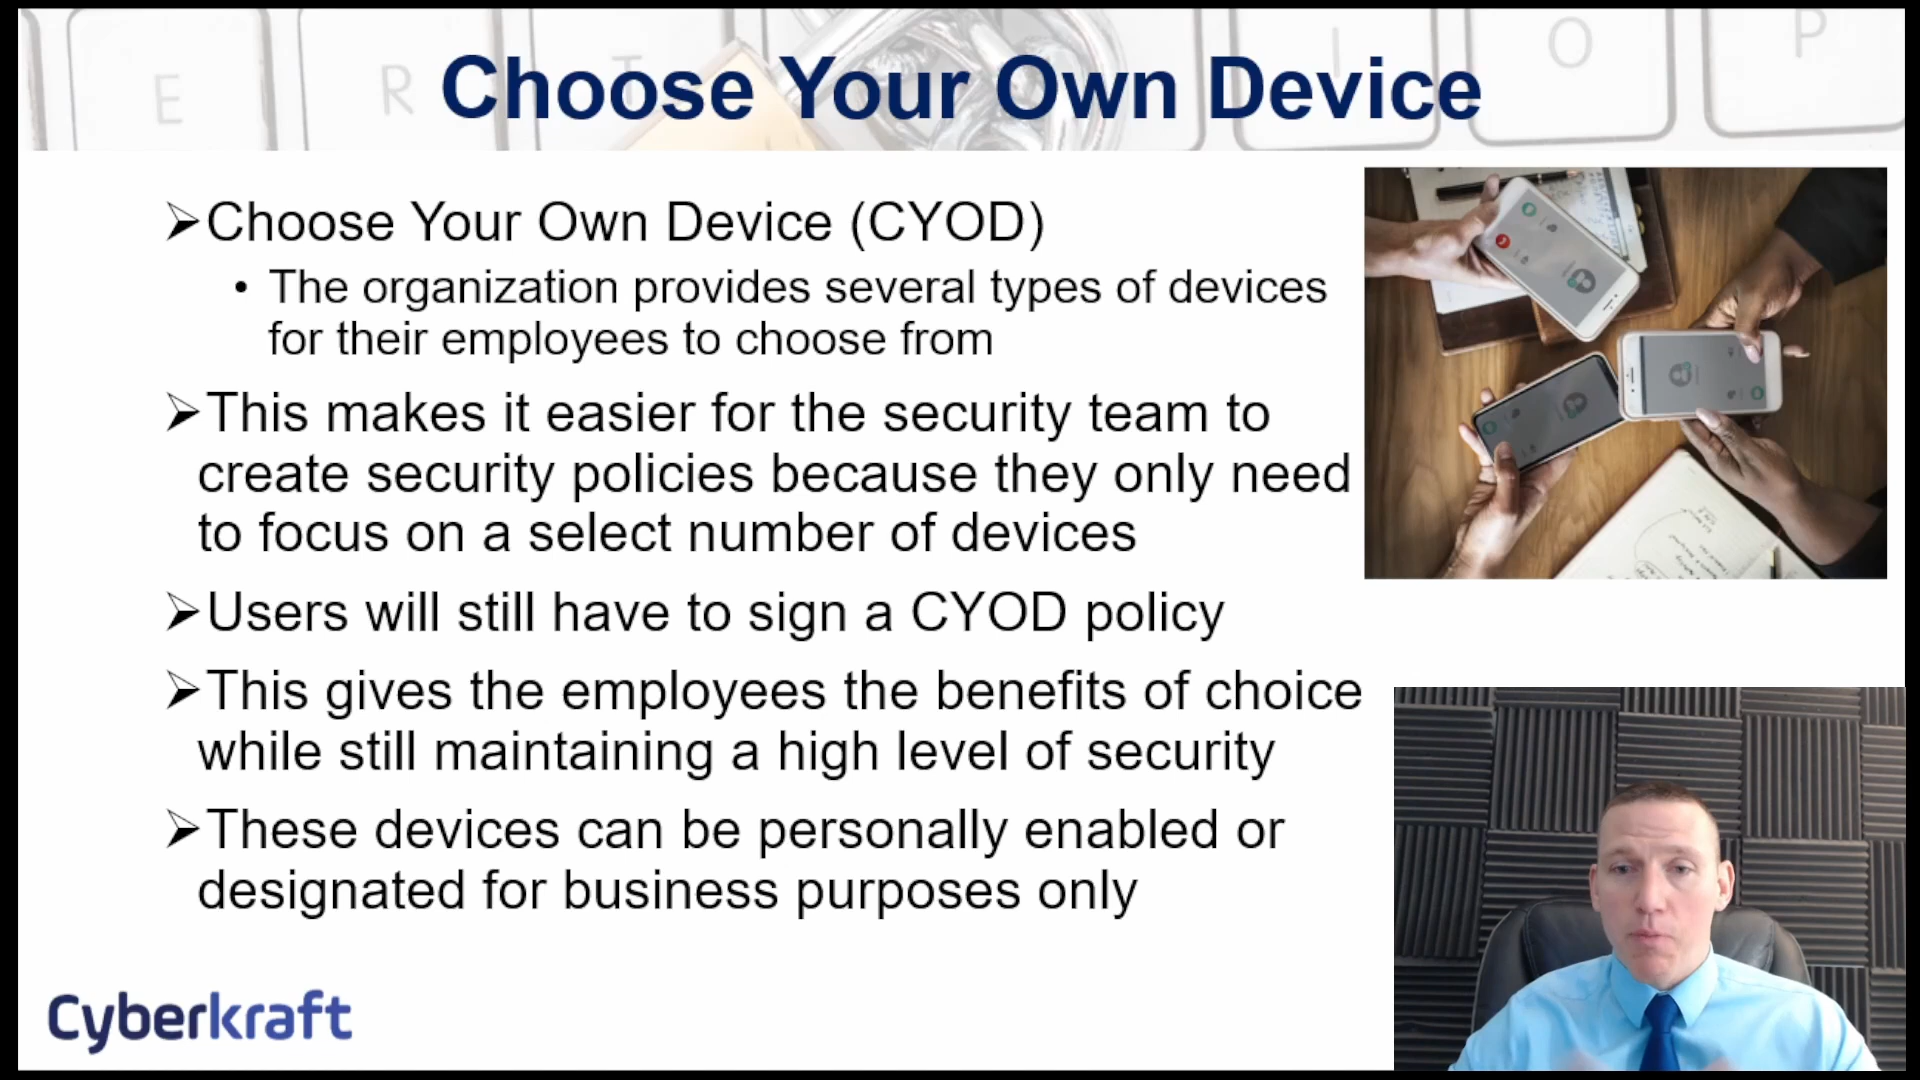 E R T I O P
Choose Your Own Device
➢Choose Your Own Device (CYOD)
• The organization provides several types of devices
for their employees to choose from
➢This makes it easier for the security team to
create security policies because they only need
to focus on a select number of devices
➢Users will still have to sign a CYOD policy
➢This gives the employees the benefits of choice
while still maintaining a high level of security
➢These devices can be personally enabled or
designated for business purposes only
Cyberkraft